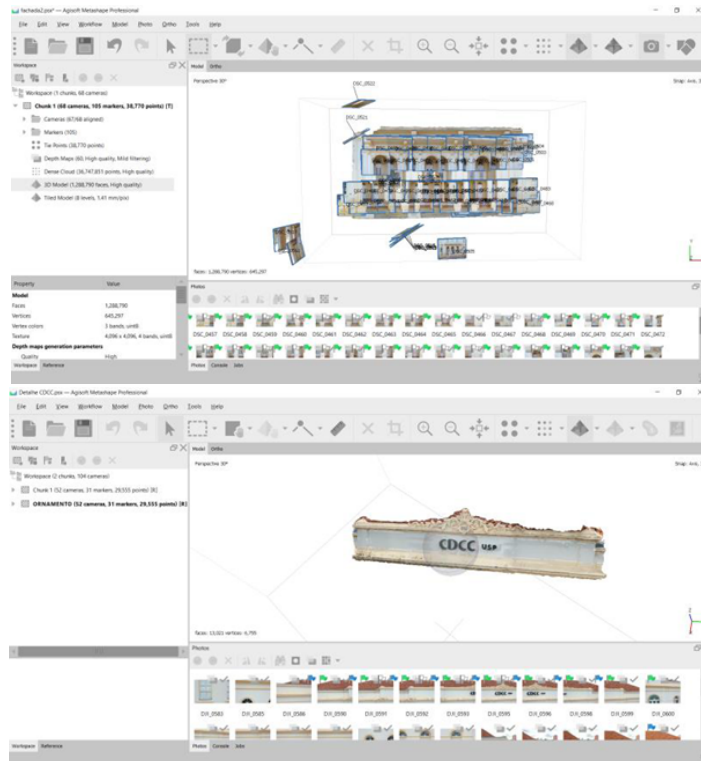 fachada2.psx* — Agisoft Metashape Professional
File Edit View Workflow Model Photo Ortho Tools Help
Workspace
Model Ortho
Perspective 30°
Snap: Axis, 3
Workspace (1 chunks, 68 cameras)
Chunk 1 (68 cameras, 105 markers, 38,770 points) [T]
Cameras (67/68 aligned)
Markers (105)
Tie Points (38,770 points)
Depth Maps (60, High quality, Mild filtering)
Dense Cloud (36,747,851 points, High quality)
3D Model (1,288,790 faces, High quality)
Tiled Model (8 levels, 1.41 mm/pix)
DSC_0522
DSC_0521
faces: 1,288,790 vertices: 645,297
Property Value
Model
Faces 1,288,790
Vertices 645,297
Vertex colors 3 bands, uint8
Texture 4,096 x 4,096, 4 bands, uint8
Depth maps generation parameters
Quality High
Photos
DSC_0457 DSC_0458 DSC_0459 DSC_0460 DSC_0461 DSC_0462 DSC_0463 DSC_0464 DSC_0465 DSC_0466 DSC_0467 DSC_0468 DSC_0469 DSC_0470 DSC_0471 DSC_0472
Workspace Reference
Photos Console Jobs
Detalhe CDCC.psx — Agisoft Metashape Professional
File Edit View Workflow Model Photo Ortho Tools Help
Workspace
Model Ortho
Perspective 30°
Snap: Axis, 3
Workspace (2 chunks, 104 cameras)
Chunk 1 (52 cameras, 31 markers, 29,555 points) [R]
ORNAMENTO (52 cameras, 31 markers, 29,555 points) [R]
CDCC USP
Photos
DJI_0583 DJI_0585 DJI_0586 DJI_0590 DJI_0591 DJI_0592 DJI_0593 DJI_0595 DJI_0596 DJI_0598 DJI_0599 DJI_0600
Workspace Reference
Photos Console Jobs